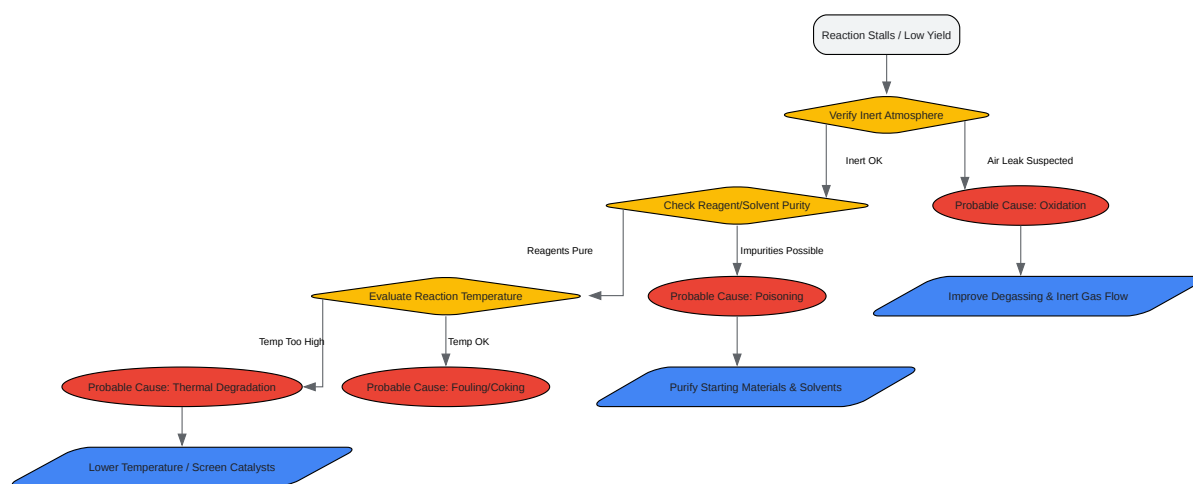 Reaction Stalls / Low Yield
Verify Inert Atmosphere
Inert OK
Air Leak Suspected
Check Reagent/Solvent Purity
Probable Cause: Oxidation
Reagents Pure
Impurities Possible
Evaluate Reaction Temperature
Probable Cause: Poisoning
Improve Degassing & Inert Gas Flow
Temp Too High
Temp OK
Probable Cause: Thermal Degradation
Probable Cause: Fouling/Coking
Purify Starting Materials & Solvents
Lower Temperature / Screen Catalysts